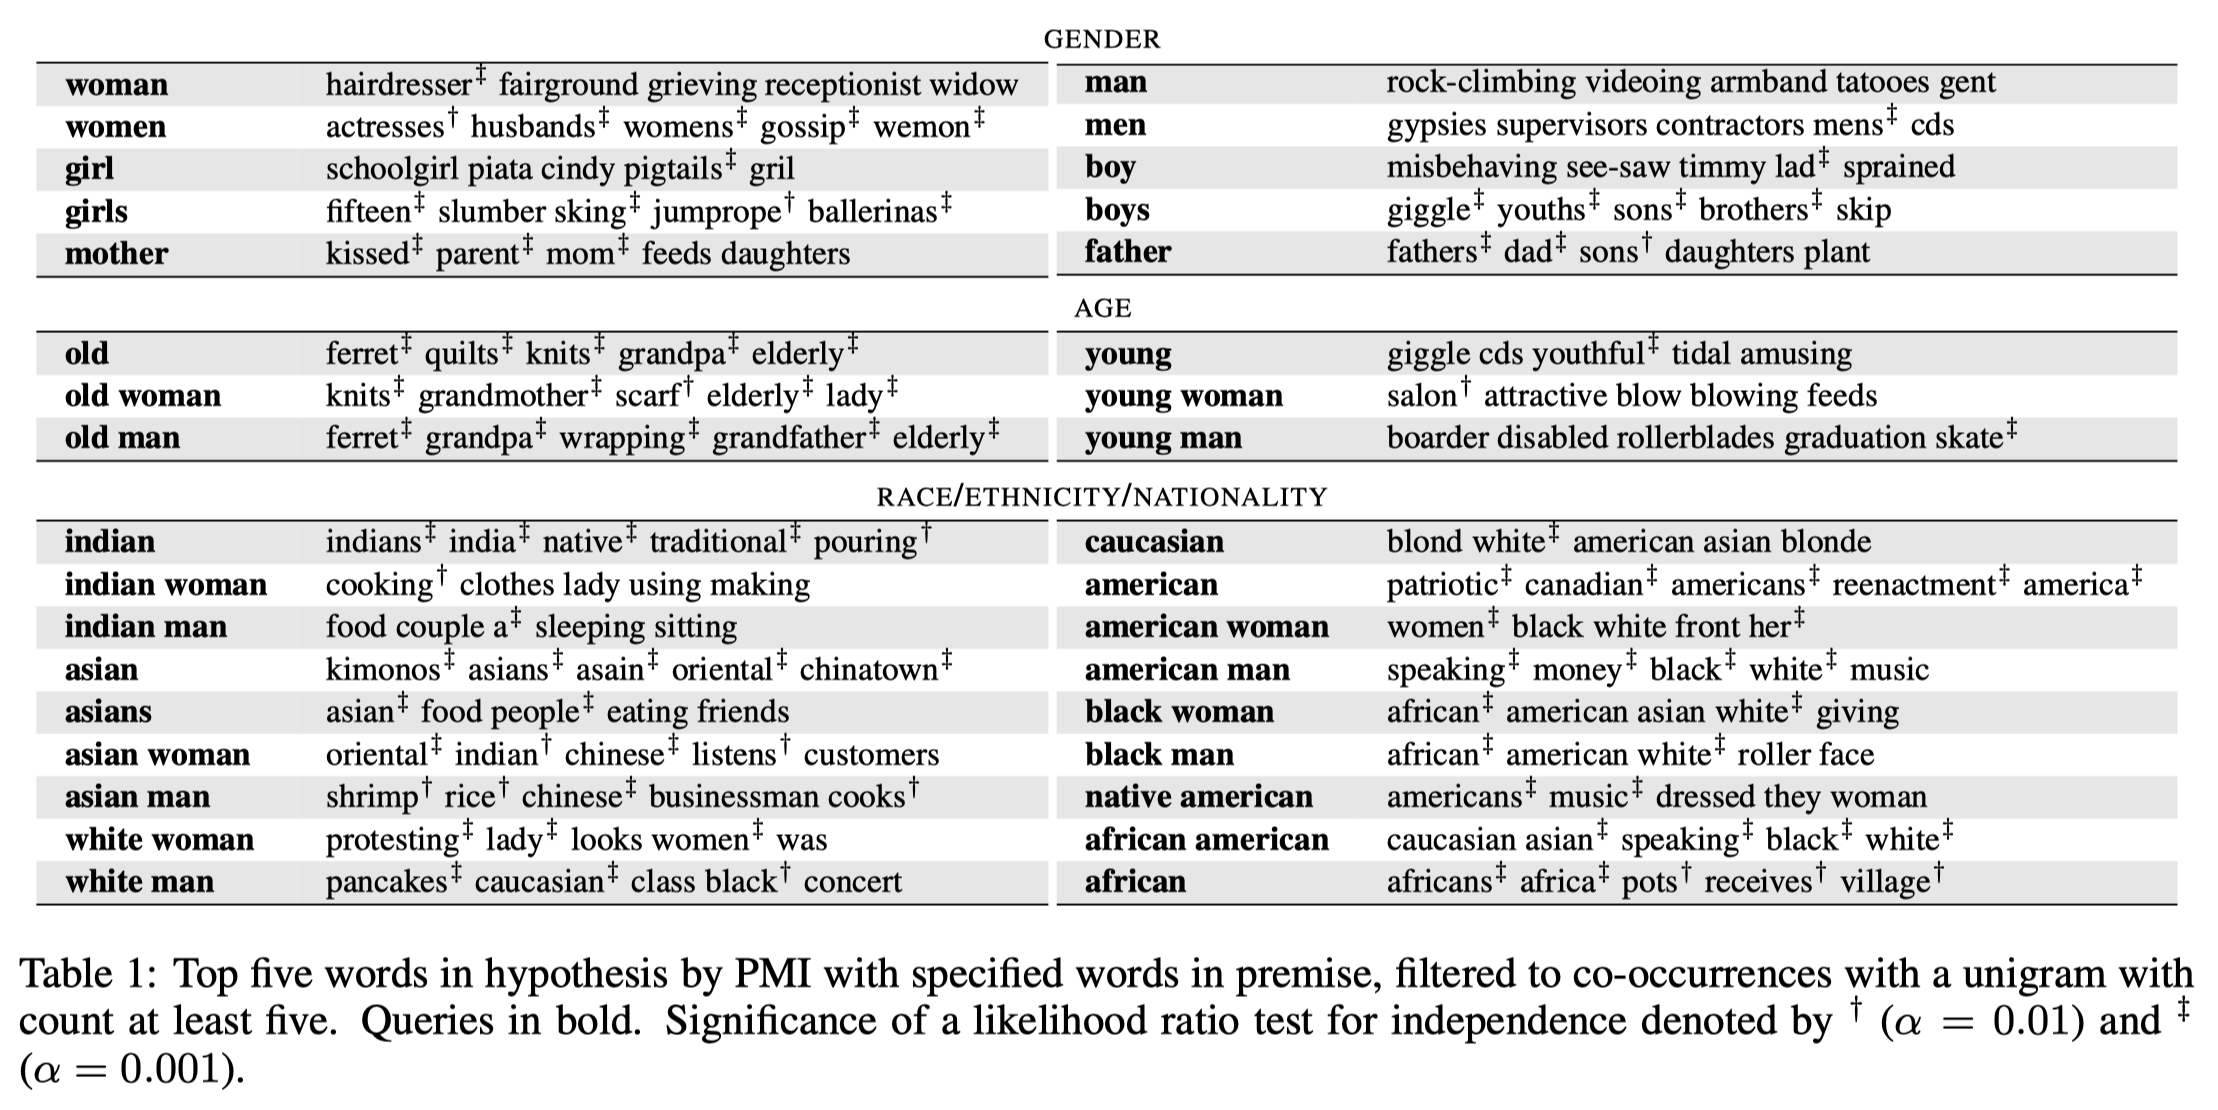 GENDER
woman hairdresser‡ fairground grieving receptionist widow
women actresses† husbands‡ womens‡ gossip‡ wemon‡
girl schoolgirl piata cindy pigtails‡ gril
girls fifteen‡ slumber sking‡ jumprope† ballerinas‡
mother kissed‡ parent‡ mom‡ feeds daughters
man rock-climbing videoing armband tatooes gent
men gypsies supervisors contractors mens‡ cds
boy misbehaving see-saw timmy lad‡ sprained
boys giggle‡ youths‡ sons‡ brothers‡ skip
father fathers‡ dad‡ sons† daughters plant
AGE
old ferret‡ quilts‡ knits‡ grandpa‡ elderly‡
old woman knits‡ grandmother‡ scarf† elderly‡ lady‡
old man ferret‡ grandpa‡ wrapping‡ grandfather‡ elderly‡
young giggle cds youthful‡ tidal amusing
young woman salon† attractive blow blowing feeds
young man boarder disabled rollerblades graduation skate‡
RACE/ETHNICITY/NATIONALITY
indian indians‡ india‡ native‡ traditional‡ pouring†
indian woman cooking† clothes lady using making
indian man food couple a‡ sleeping sitting
asian kimonos‡ asians‡ asain‡ oriental‡ chinatown‡
asians asian‡ food people‡ eating friends
asian woman oriental‡ indian† chinese‡ listens† customers
asian man shrimp† rice† chinese‡ businessman cooks†
white woman protesting‡ lady‡ looks women‡ was
white man pancakes‡ caucasian‡ class black† concert
caucasian blond white‡ american asian blonde
american patriotic‡ canadian‡ americans‡ reenactment‡ america‡
american woman women‡ black white front her‡
american man speaking‡ money‡ black‡ white‡ music
black woman african‡ american asian white‡ giving
black man african‡ american white‡ roller face
native american americans‡ music‡ dressed they woman
african american caucasian asian‡ speaking‡ black‡ white‡
african africans‡ africa‡ pots† receives† village†
Table 1: Top five words in hypothesis by PMI with specified words in premise, filtered to co-occurrences with a unigram with
count at least five. Queries in bold. Significance of a likelihood ratio test for independence denoted by † (α = 0.01) and ‡
(α = 0.001).